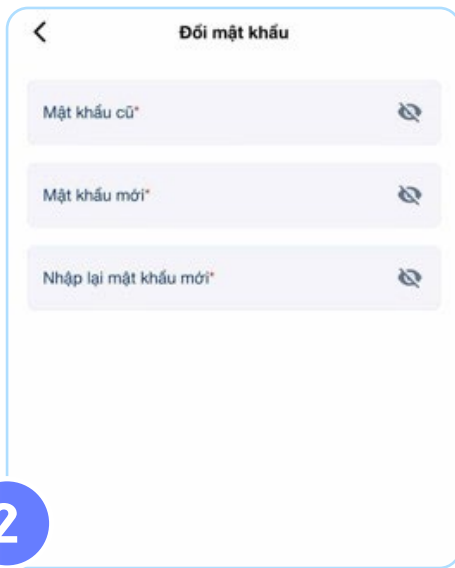 Đổi mật khẩu
Mật khẩu cũ*
Mật khẩu mới*
Nhập lại mật khẩu mới*
2